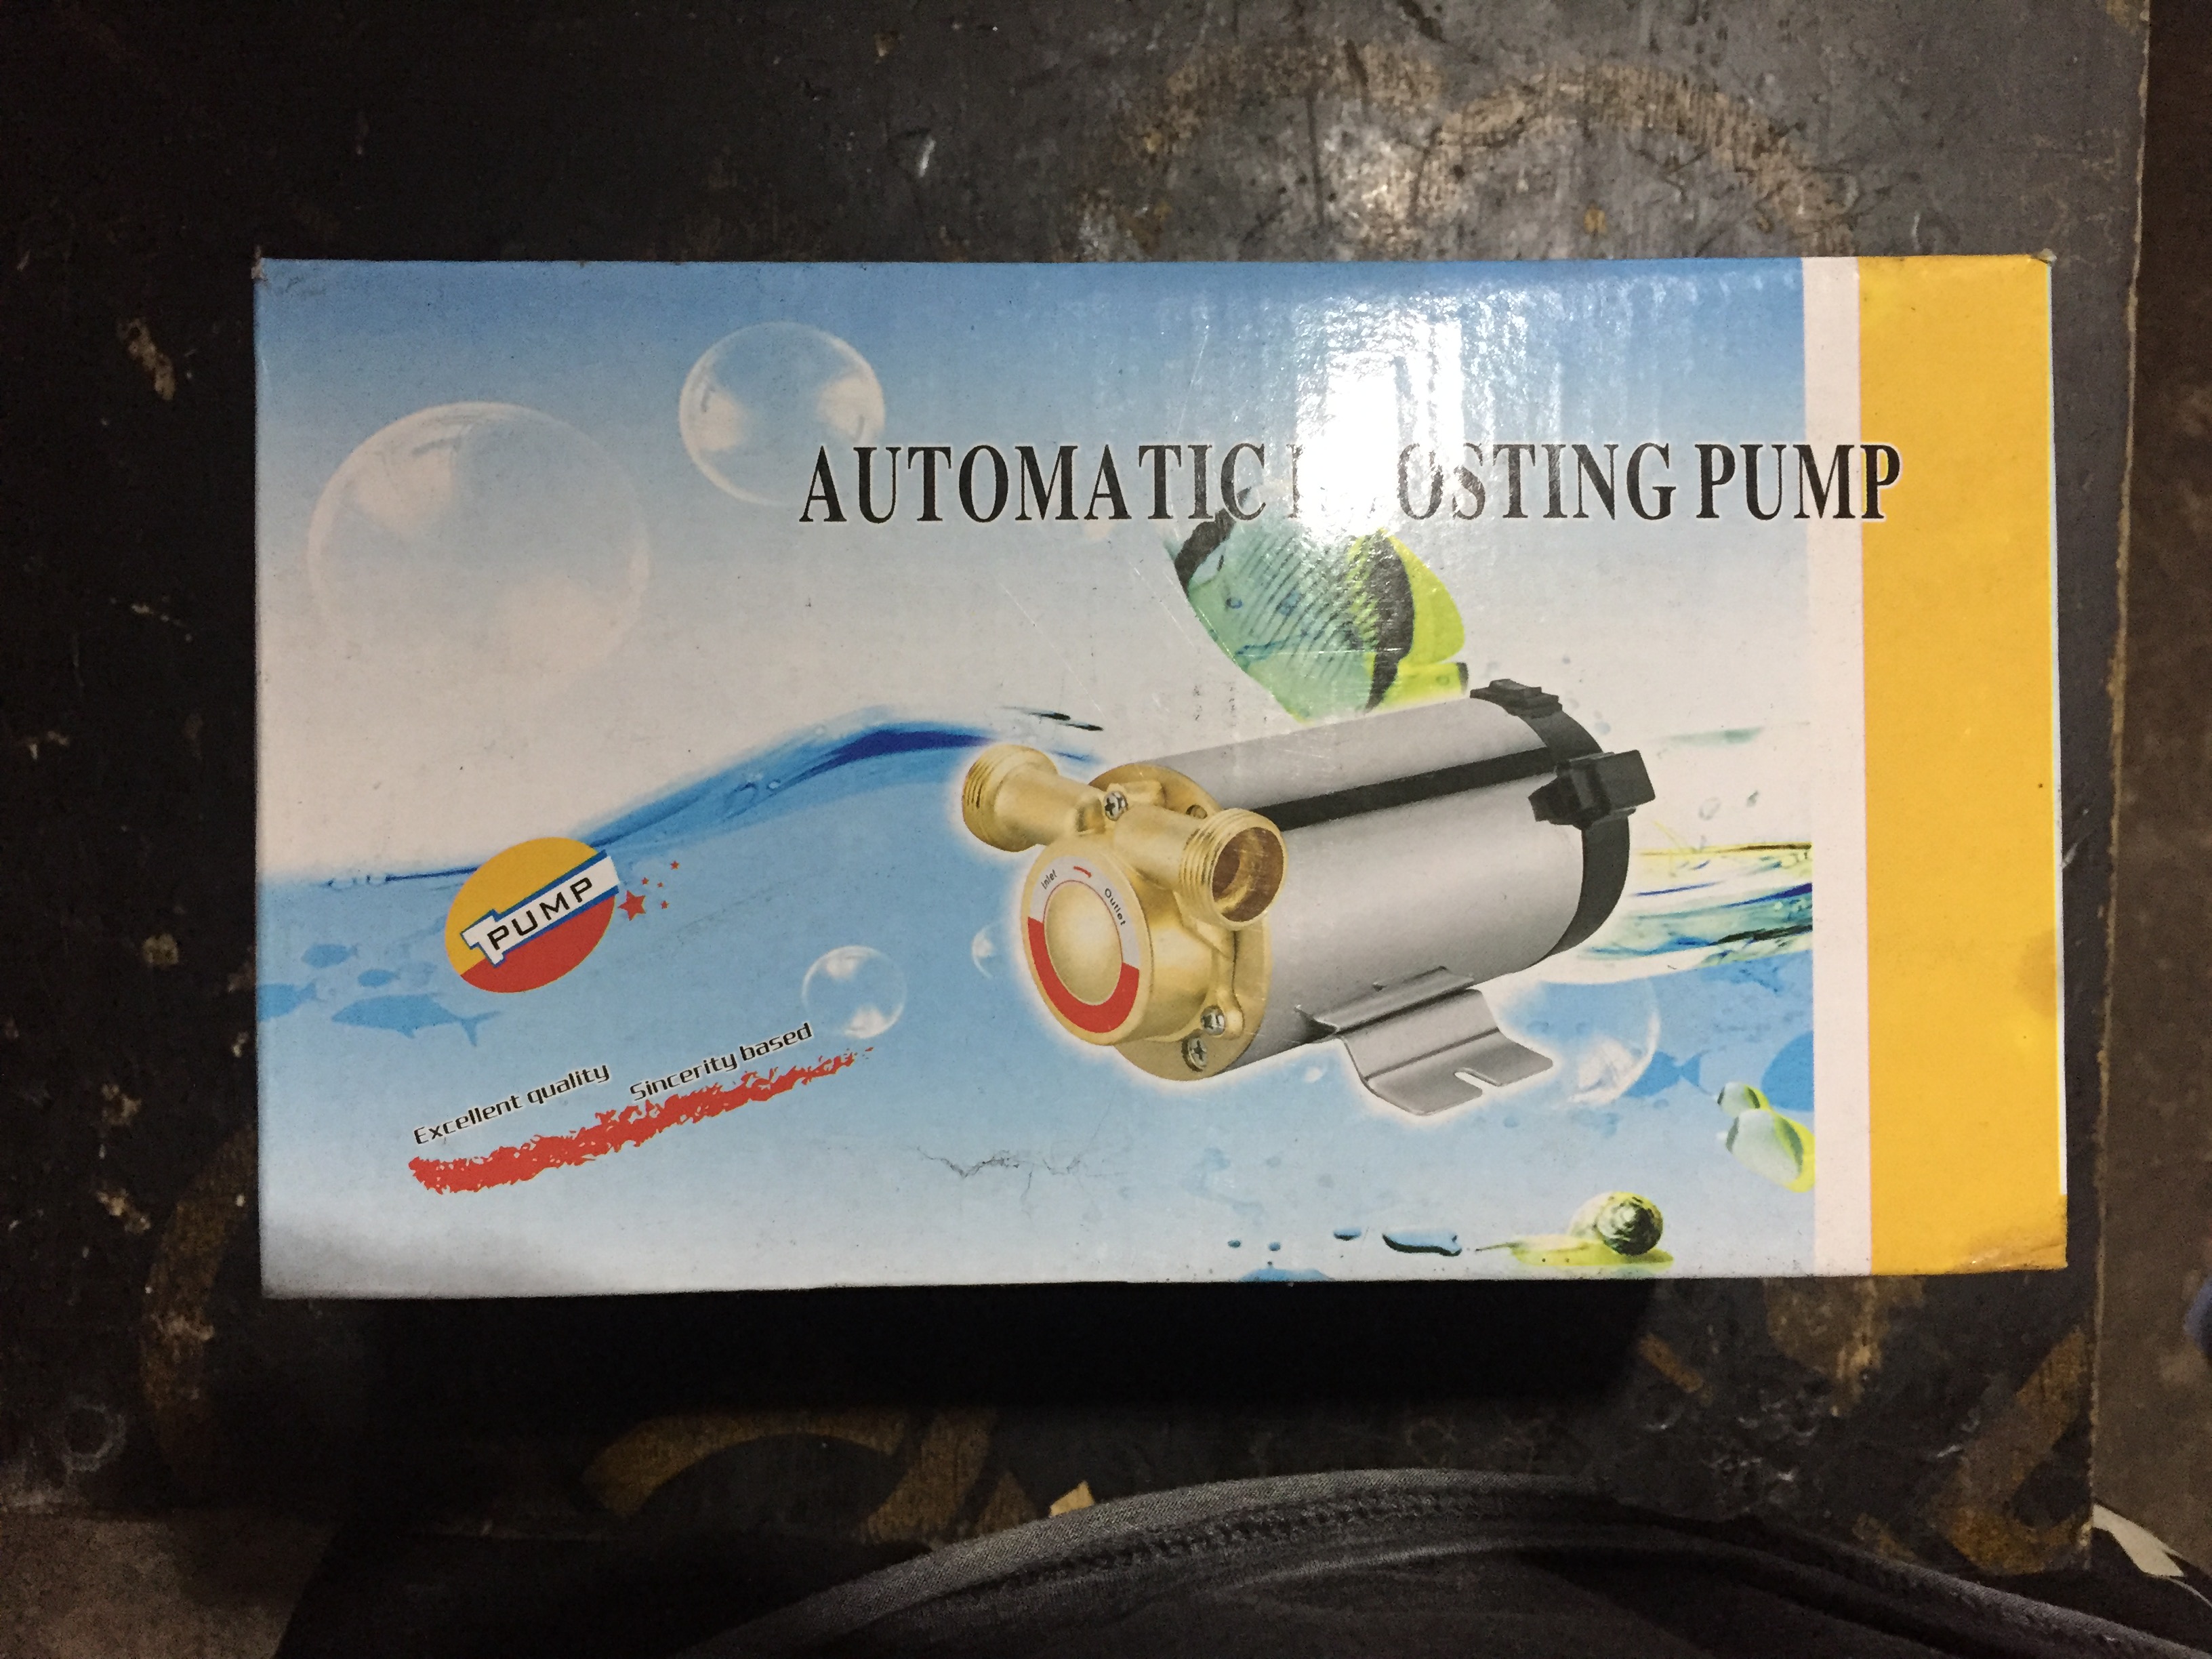 AUTOMATIC OSTING PUMP
Inlet
Outlet
PUMP
Excellent quality
Sincerity based